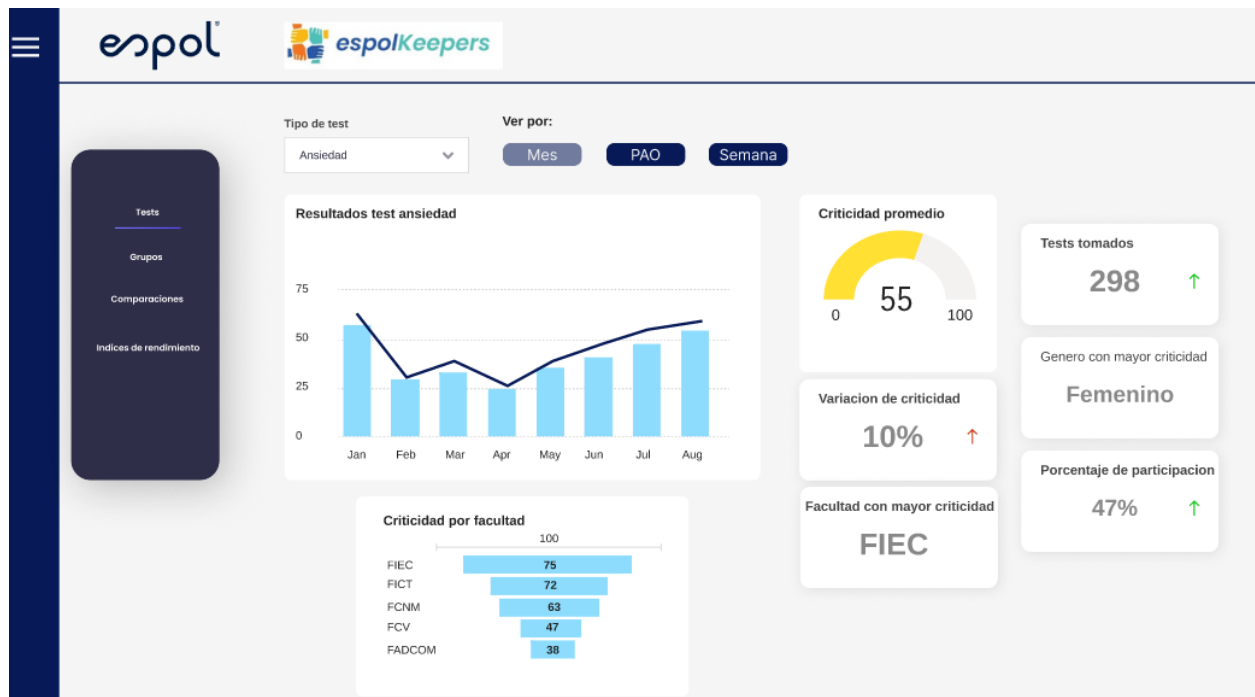 espol
espolKeepers
Tipo de test
Ansiedad
Ver por:
Mes
PAO
Semana
Tests
Grupos
Comparaciones
Indices de rendimiento
Resultados test ansiedad
75
50
25
0
Jan Feb Mar Apr May Jun Jul Aug
Criticidad promedio
55
0 100
Variacion de criticidad
10%
Facultad con mayor criticidad
FIEC
Tests tomados
298
Genero con mayor criticidad
Femenino
Porcentaje de participacion
47%
Criticidad por facultad
100
FIEC 75
FICT 72
FCNM 63
FCV 47
FADCOM 38